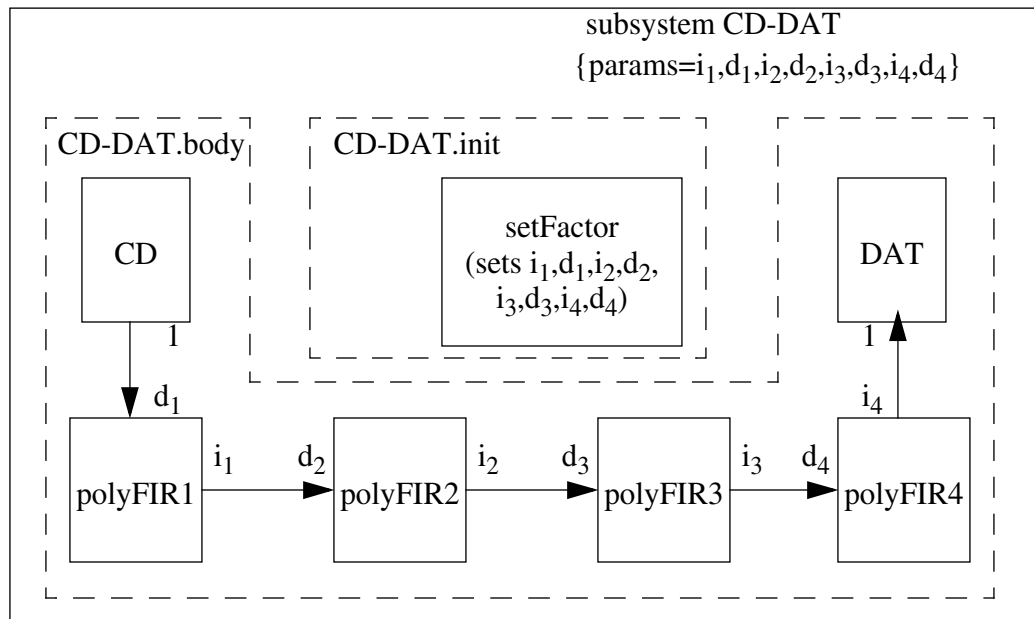 subsystem CD-DAT
{params=i₁,d₁,i₂,d₂,i₃,d₃,i₄,d₄}
CD-DAT.body
CD-DAT.init
CD
setFactor
(sets i₁,d₁,i₂,d₂,
i₃,d₃,i₄,d₄)
DAT
1
1
d₁
i₄
i₁
d₂
i₂
d₃
i₃
d₄
polyFIR1
polyFIR2
polyFIR3
polyFIR4